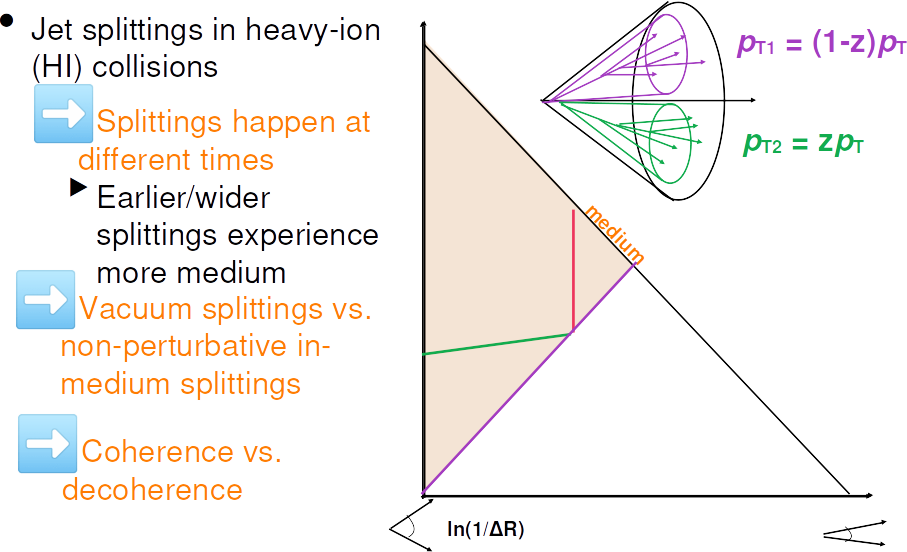 Jet splittings in heavy-ion
(HI) collisions
Splittings happen at
different times
Earlier/wider
splittings experience
more medium
Vacuum splittings vs.
non-perturbative in-
medium splittings
Coherence vs.
decoherence
pT1 = (1-z)pT
pT2 = zpT
medium
ln(1/ΔR)